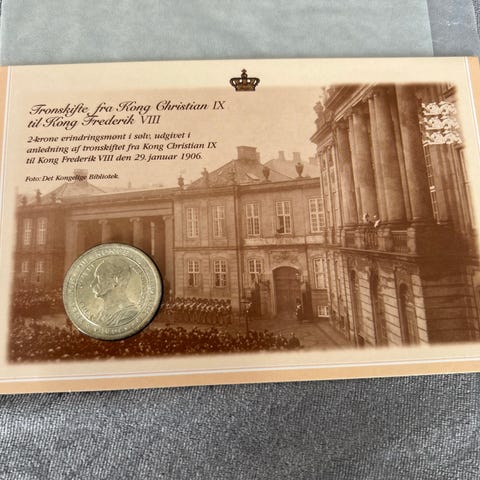 Tronskifte fra Kong Christian IX
til Kong Frederik VIII
2-krone erindringsmønt i sølv, udgivet i
anledning af tronskiftet fra Kong Christian IX
til Kong Frederik VIII den 29. januar 1906.
Foto: Det Kongelige Bibliotek.